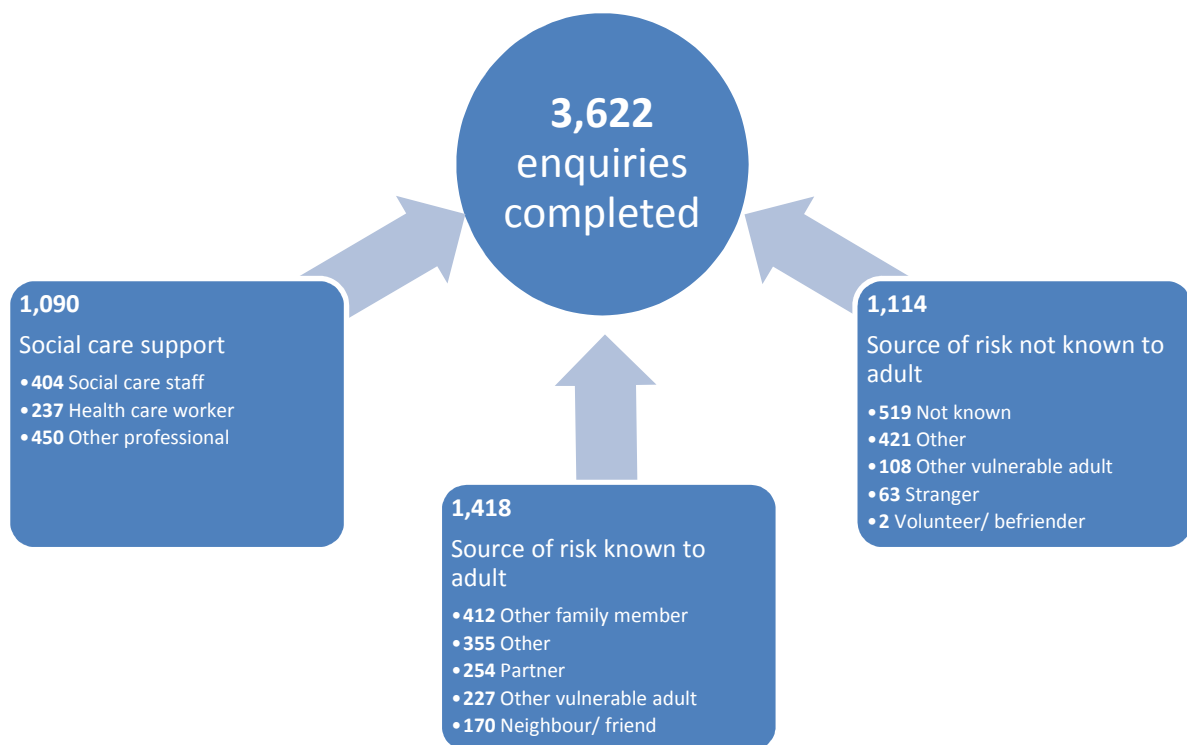 3,622
enquiries
completed
1,090
Social care support
•404 Social care staff
•237 Health care worker
•450 Other professional
1,418
Source of risk known to
adult
•412 Other family member
•355 Other
•254 Partner
•227 Other vulnerable adult
•170 Neighbour/ friend
1,114
Source of risk not known to
adult
•519 Not known
•421 Other
•108 Other vulnerable adult
•63 Stranger
•2 Volunteer/ befriender